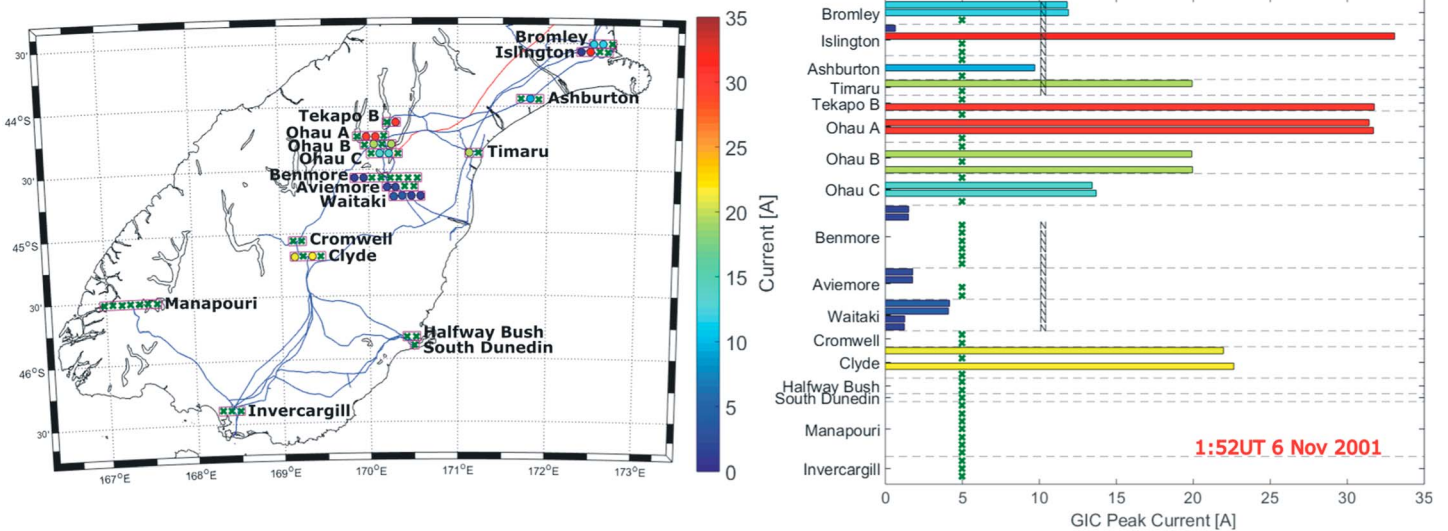 Bromley
Islington
Ashburton
Tekapo B
Ohau A
Ohau B
Ohau C
Timaru
Benmore
Aviemore
Waitaki
Cromwell
Clyde
Manapouri
Halfway Bush
South Dunedin
Invercargill
30'
44°S
30'
45°S
30'
46°S
30'
167°E
168°E
169°E
170°E
171°E
172°E
173°E
35
30
25
20
15
10
5
0
Current [A]
Bromley
Islington
Ashburton
Timaru
Tekapo B
Ohau A
Ohau B
Ohau C
Benmore
Aviemore
Waitaki
Cromwell
Clyde
Halfway Bush
South Dunedin
Manapouri
Invercargill
1:52UT 6 Nov 2001
0 5 10 15 20 25 30 35
GIC Peak Current [A]